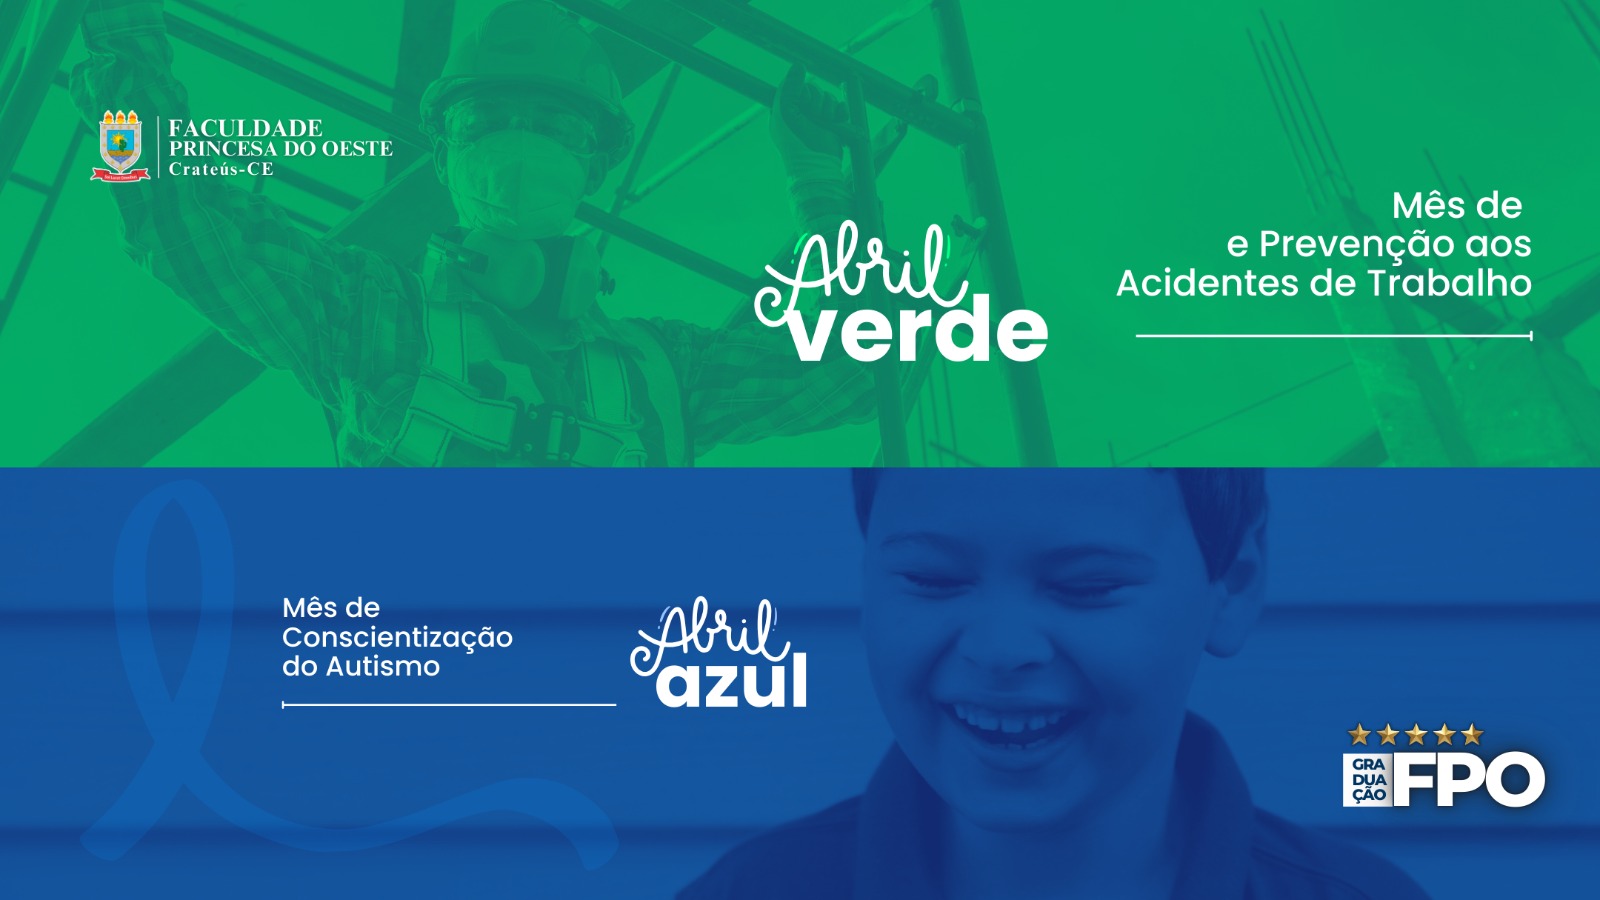 FACULDADE
PRINCESA DO OESTE
Crateús-CE
Abril
verde
Mês de
e Prevenção aos
Acidentes de Trabalho
Mês de
Conscientização
do Autismo
Abril
azul
GRA
DUA
ÇÃO
FPO